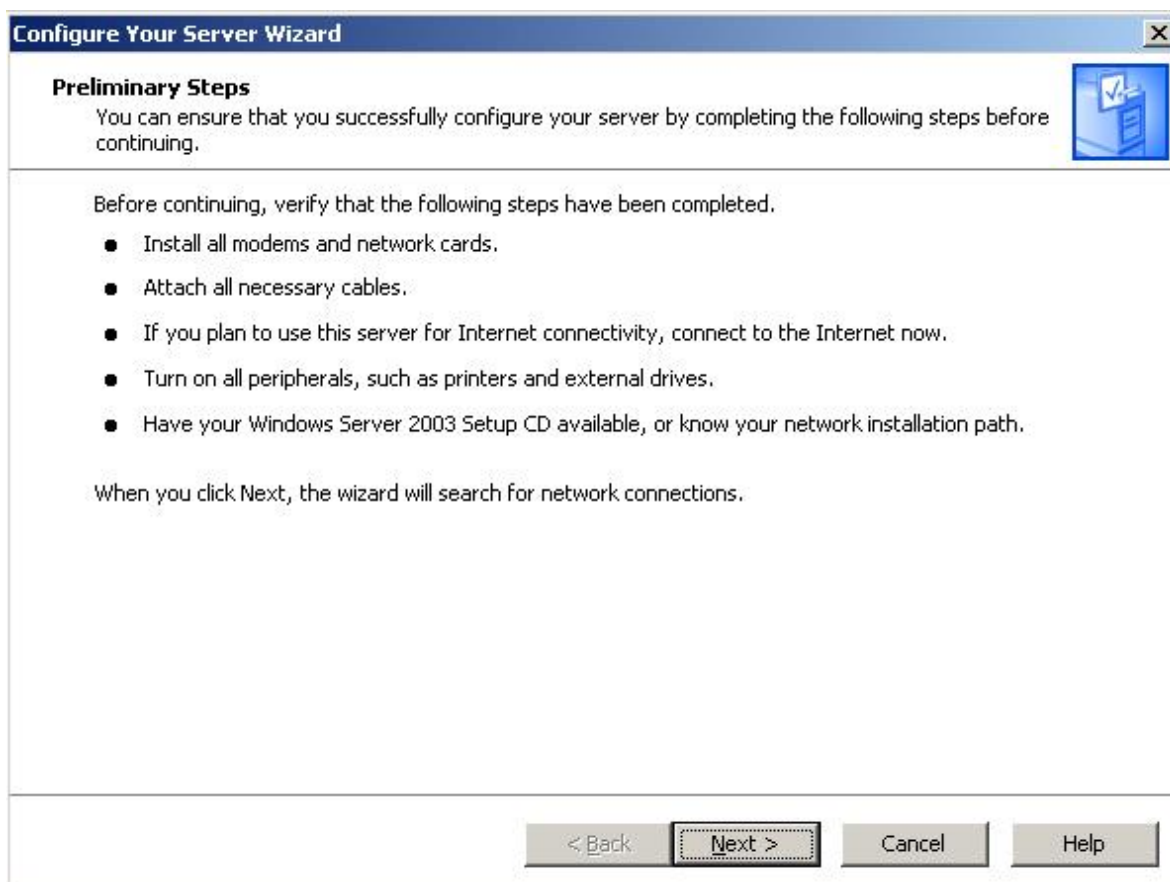 Configure Your Server Wizard
Preliminary Steps
You can ensure that you successfully configure your server by completing the following steps before
continuing.
Before continuing, verify that the following steps have been completed.
● Install all modems and network cards.
● Attach all necessary cables.
● If you plan to use this server for Internet connectivity, connect to the Internet now.
● Turn on all peripherals, such as printers and external drives.
● Have your Windows Server 2003 Setup CD available, or know your network installation path.
When you click Next, the wizard will search for network connections.
< Back Next > Cancel Help